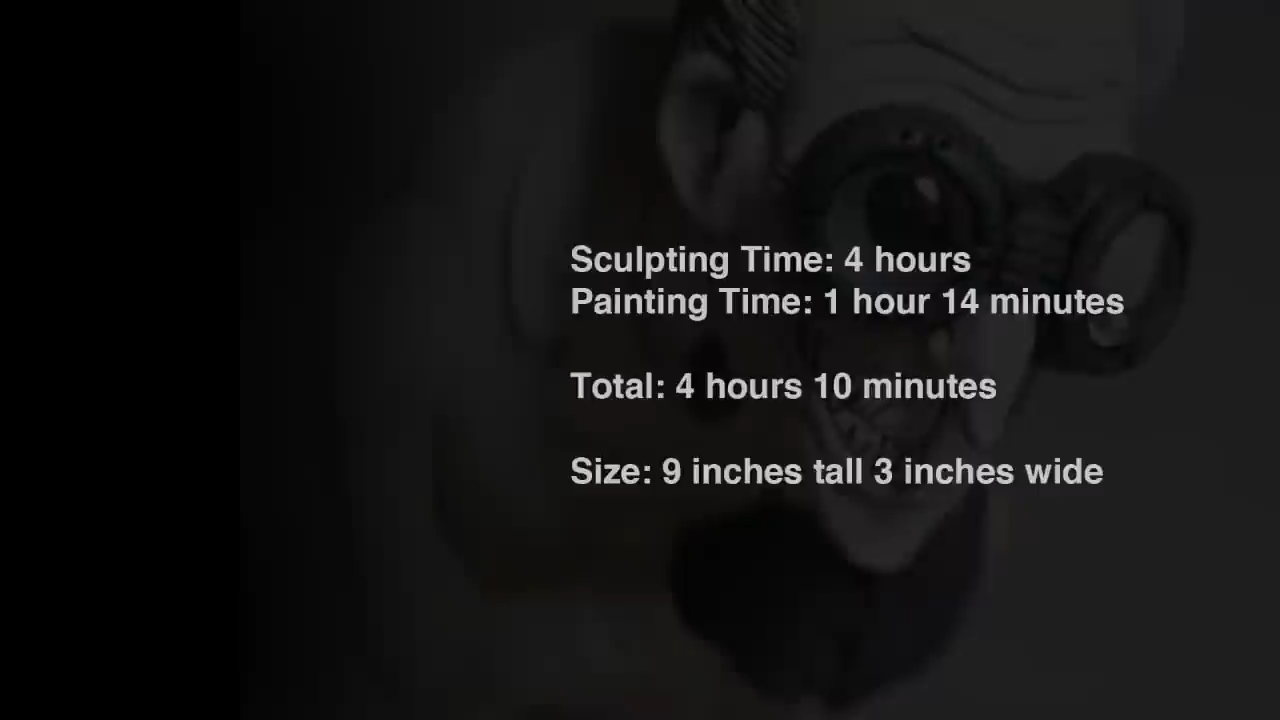 Sculpting Time: 4 hours
Painting Time: 1 hour 14 minutes
Total: 4 hours 10 minutes
Size: 9 inches tall 3 inches wide